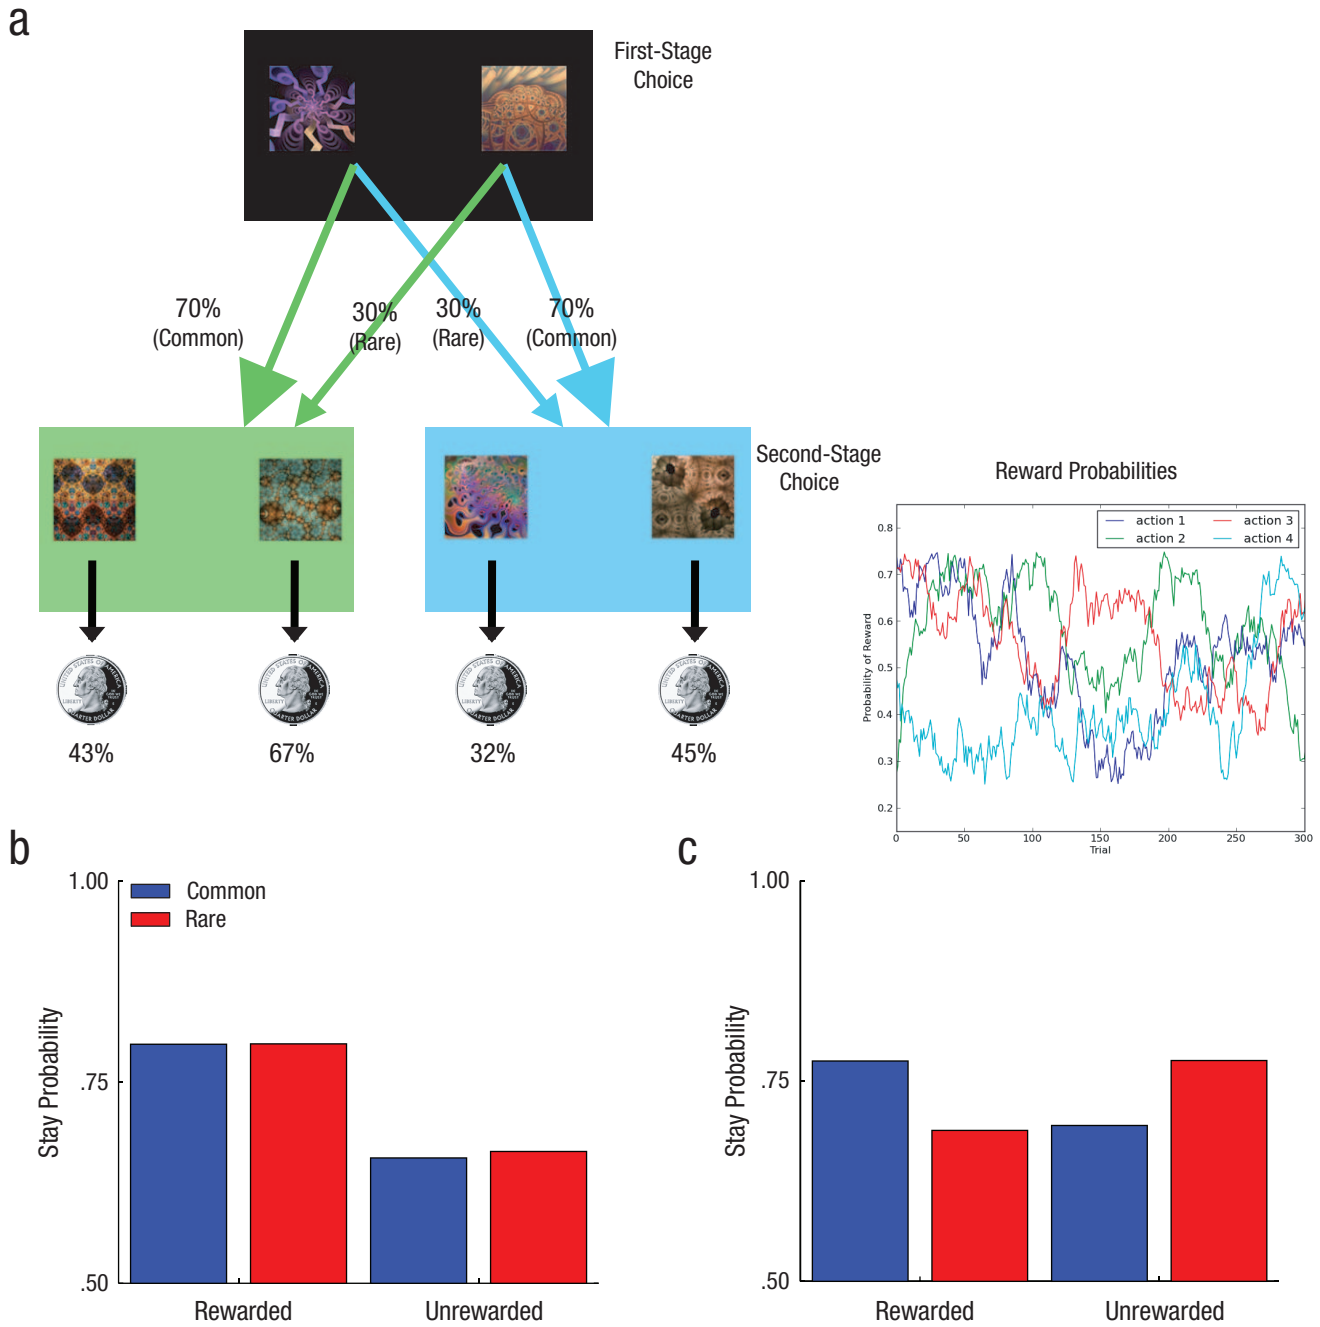 a
First-Stage
Choice
70%
(Common)
30%
(Rare)
30%
(Rare)
70%
(Common)
Second-Stage
Choice
43%
67%
32%
45%
Reward Probabilities
action 1
action 2
action 3
action 4
Probability of Reward
0.8
0.7
0.6
0.5
0.4
0.3
0.2
0
50
100
150
200
250
300
Trial
b
Common
Rare
Stay Probability
1.00
.75
.50
Rewarded
Unrewarded
c
Stay Probability
1.00
.75
.50
Rewarded
Unrewarded